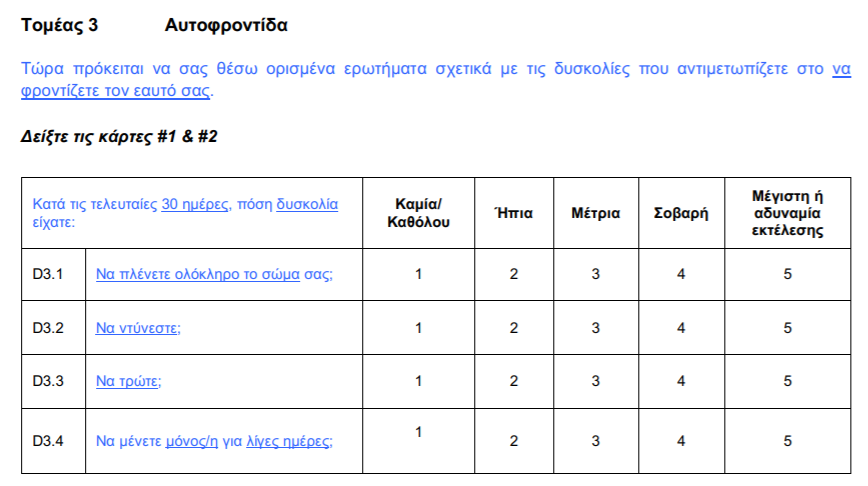 Τομέας 3 Αυτοφροντίδα
Τώρα πρόκειται να σας θέσω ορισμένα ερωτήματα σχετικά με τις δυσκολίες που αντιμετωπίζετε στο να
φροντίζετε τον εαυτό σας.
Δείξτε τις κάρτες #1 & #2
Κατά τις τελευταίες 30 ημέρες, πόση δυσκολία
είχατε:
Καμία/
Καθόλου
Ήπια
Μέτρια
Σοβαρή
Μέγιστη ή
αδυναμία
εκτέλεσης
D3.1 Να πλένετε ολόκληρο το σώμα σας; 1 2 3 4 5
D3.2 Να ντύνεστε; 1 2 3 4 5
D3.3 Να τρώτε; 1 2 3 4 5
D3.4 Να μένετε μόνος/η για λίγες ημέρες; 1 2 3 4 5